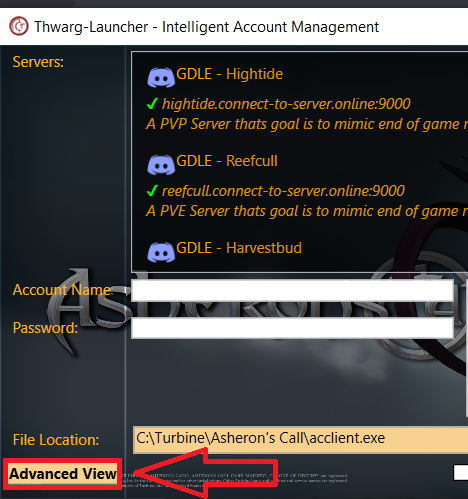 Thwarg-Launcher - Intelligent Account Management
Servers:
GDLE - Hightide
✓ hightide.connect-to-server.online:9000
A PVP Server thats goal is to mimic end of game
GDLE - Reefcull
✓ reefcull.connect-to-server.online:9000
A PVE Server thats goal is to mimic end of game
GDLE - Harvestbud
Account Name:
Password:
File Location:
C:\Turbine\Asheron's Call\acclient.exe
Advanced View